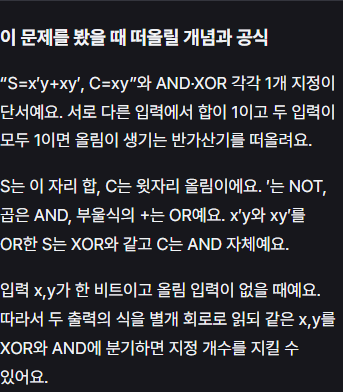 이 문제를 봤을 때 떠올릴 개념과 공식
“S=x′y+xy′, C=xy”와 AND·XOR 각각 1개 지정이
단서예요. 서로 다른 입력에서 합이 1이고 두 입력이
모두 1이면 올림이 생기는 반가산기를 떠올려요.
S는 이 자리 합, C는 윗자리 올림이에요. ′는 NOT,
곱은 AND, 부울식의 +는 OR예요. x′y와 xy′를
OR한 S는 XOR와 같고 C는 AND 자체예요.
입력 x,y가 한 비트이고 올림 입력이 없을 때예요.
따라서 두 출력의 식을 별개 회로로 읽되 같은 x,y를
XOR와 AND에 분기하면 지정 개수를 지킬 수
있어요.